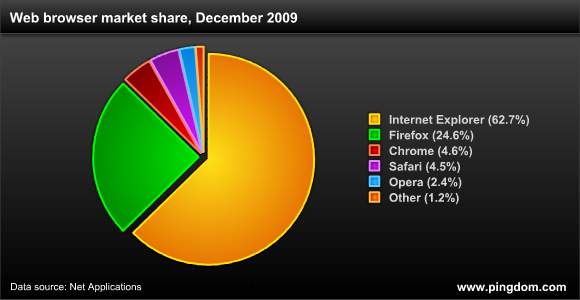 Web browser market share, December 2009
Internet Explorer (62.7%)
Firefox (24.6%)
Chrome (4.6%)
Safari (4.5%)
Opera (2.4%)
Other (1.2%)
Data source: Net Applications
www.pingdom.com